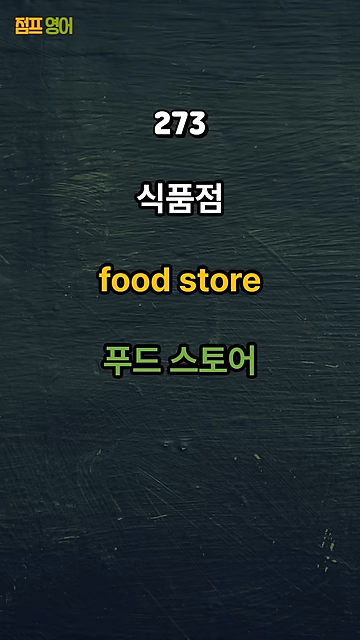 점프 영어
273
식품점
food store
푸드 스토어